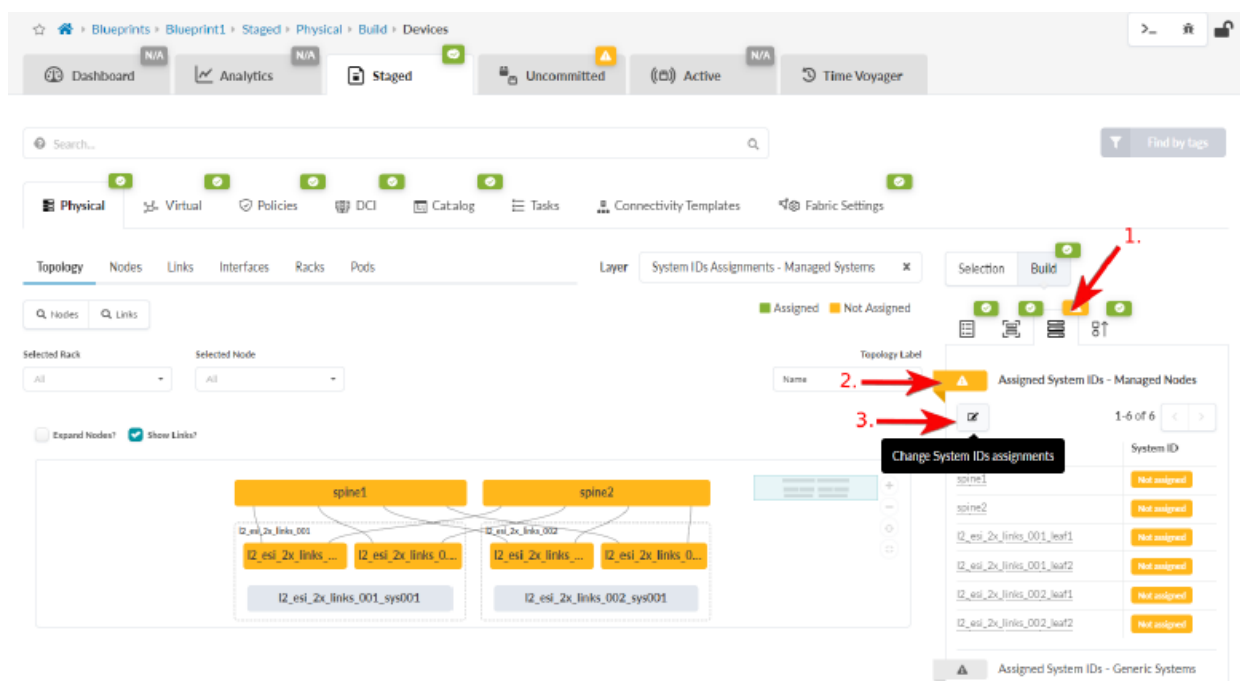 Blueprints › Blueprint1 › Staged › Physical › Build › Devices
>_
N/A N/A N/A
Dashboard Analytics Staged Uncommitted Active Time Voyager
Search... Find by tags
Physical Virtual Policies DCI Catalog Tasks Connectivity Templates Fabric Settings
1.
Topology Nodes Links Interfaces Racks Pods Layer System IDs Assignments - Managed Systems x Selection Build
Nodes Links Assigned Not Assigned
Selected Rack Selected Node Topology Label
All All Name
2. Assigned System IDs - Managed Nodes
3. 1-6 of 6 < >
Expand Nodes? Show Links?
Change System IDs assignments
System ID
spine1 Not assigned
spine2 Not assigned
l2_esi_2x_links_001_leaf1 Not assigned
l2_esi_2x_links_001_leaf2 Not assigned
l2_esi_2x_links_002_leaf1 Not assigned
l2_esi_2x_links_002_leaf2 Not assigned
spine1 spine2
l2_esi_2x_links_001 l2_esi_2x_links_002
l2_esi_2x_links_... l2_esi_2x_links_0... l2_esi_2x_links_... l2_esi_2x_links_0...
l2_esi_2x_links_001_sys001 l2_esi_2x_links_002_sys001
Assigned System IDs - Generic Systems